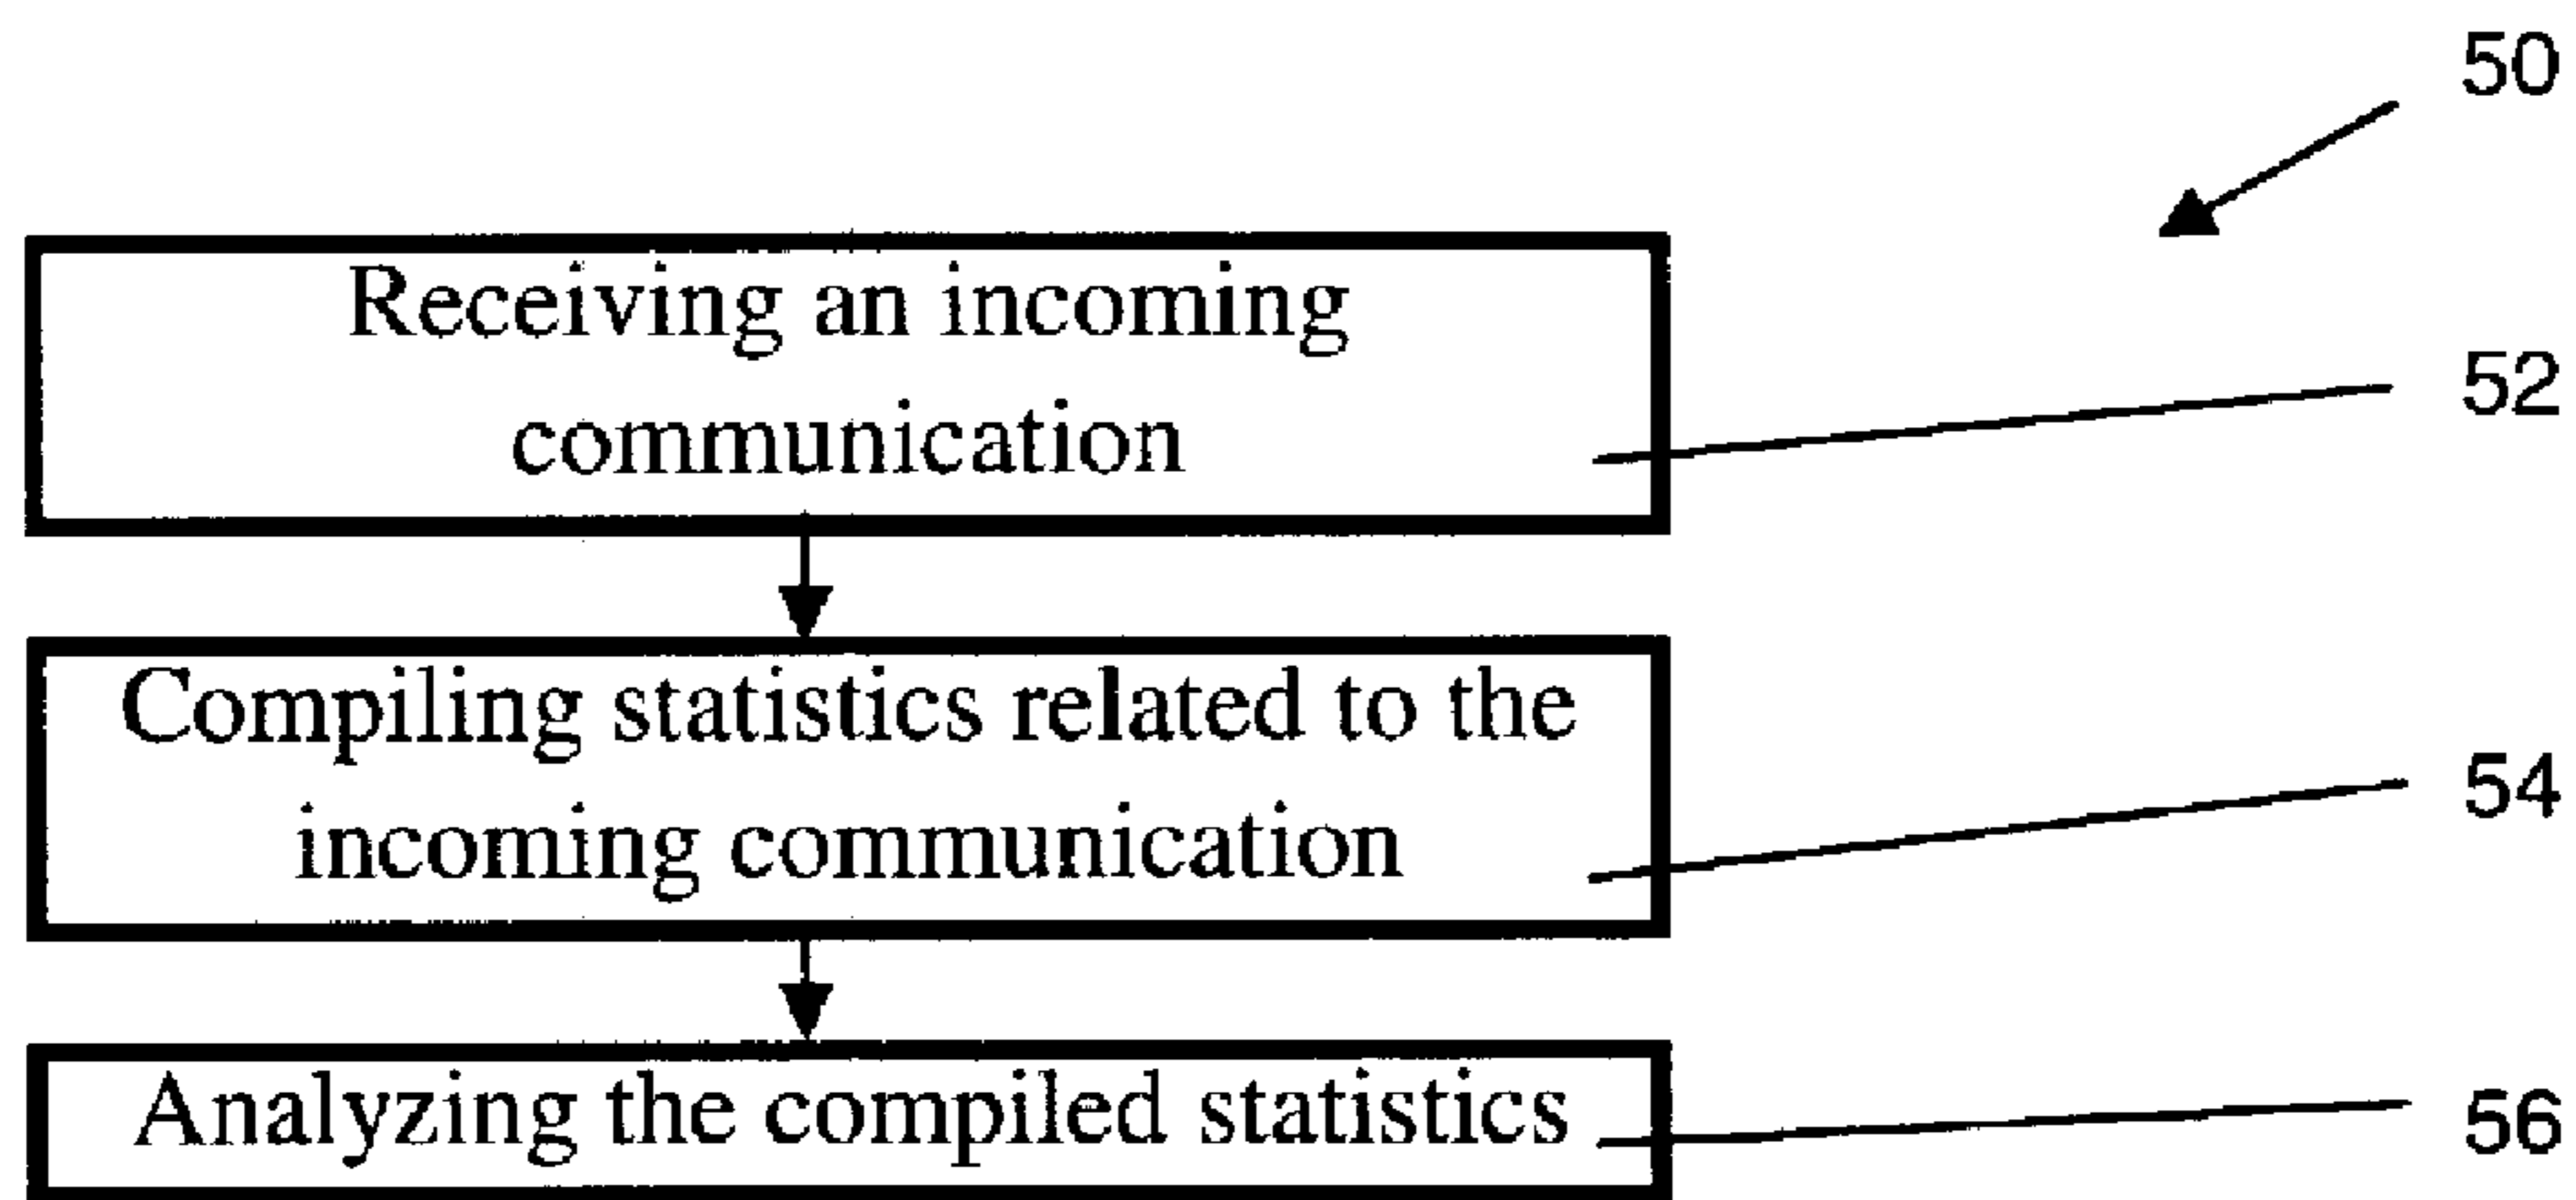 50
Receiving an incoming
communication
52
Compiling statistics related to the
incoming communication
54
Analyzing the compiled statistics
56